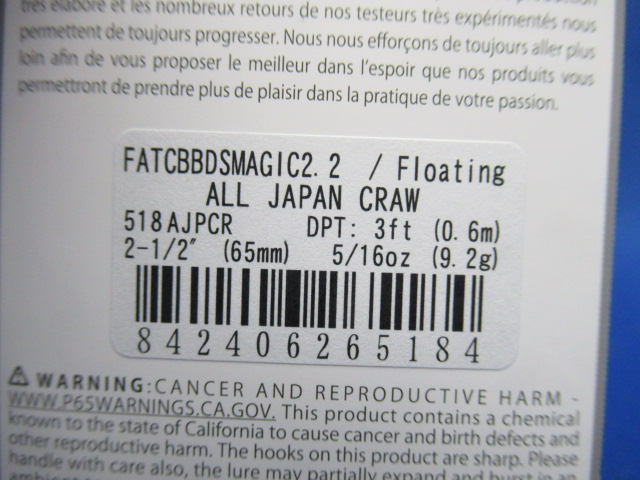 très élaboré et les nombreux retours de nos testeurs très expérimentés nous
permettent de toujours progresser. Nous nous efforçons de toujours aller plus
loin afin de vous proposer le meilleur dans l'espoir que nos produits vous
permettront de prendre plus de plaisir dans la pratique de votre passion.
FATCBBDSMAGIC2.2 / Floating
ALL JAPAN CRAW
518AJPCR DPT: 3ft (0.6m)
2-1/2" (65mm) 5/16oz (9.2g)
842406265184
⚠ WARNING:CANCER AND REPRODUCTIVE HARM -
WWW.P65WARNINGS.CA.GOV. This product contains a chemical
known to the state of California to cause cancer and birth defects and
other reproductive harm. The hooks on this product are sharp. Please
handle with care also, the lure may partially expand and burst in an